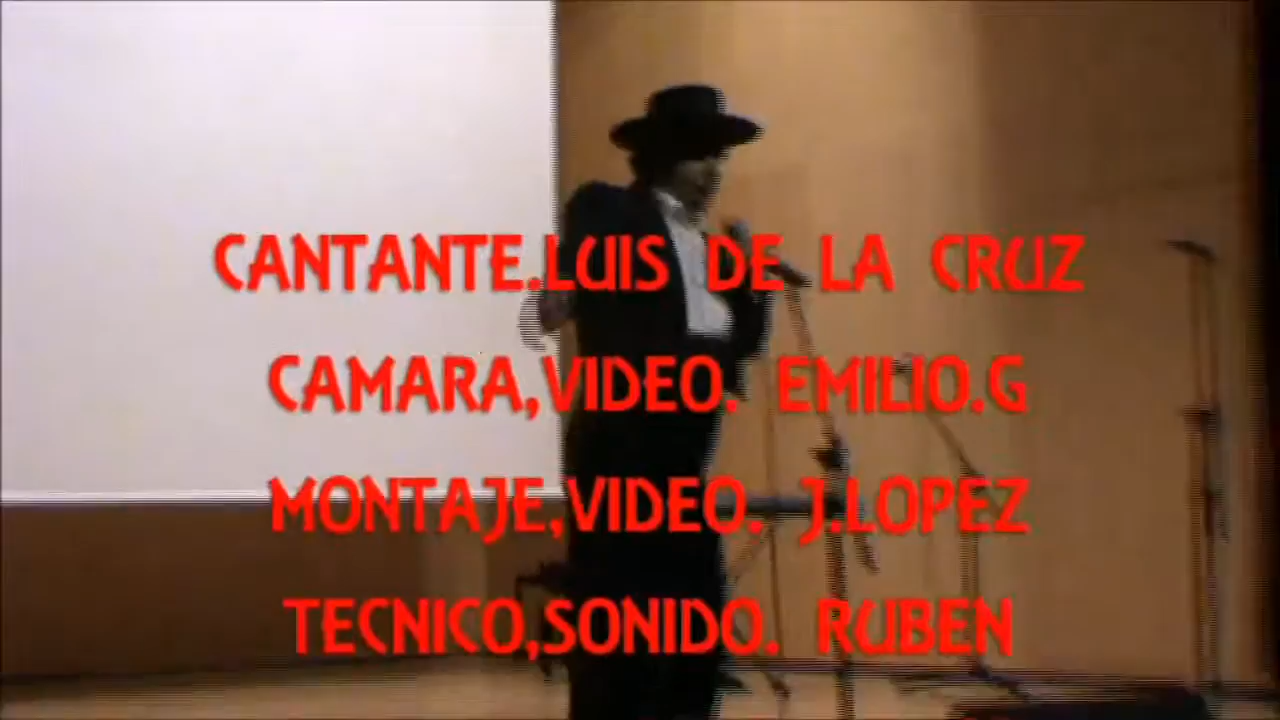 CANTANTE.LUIS DE LA CRUZ
CAMARA,VIDEO. EMILIO.G
MONTAJE,VIDEO. J.LOPEZ
TECNICO,SONIDO. RUBEN